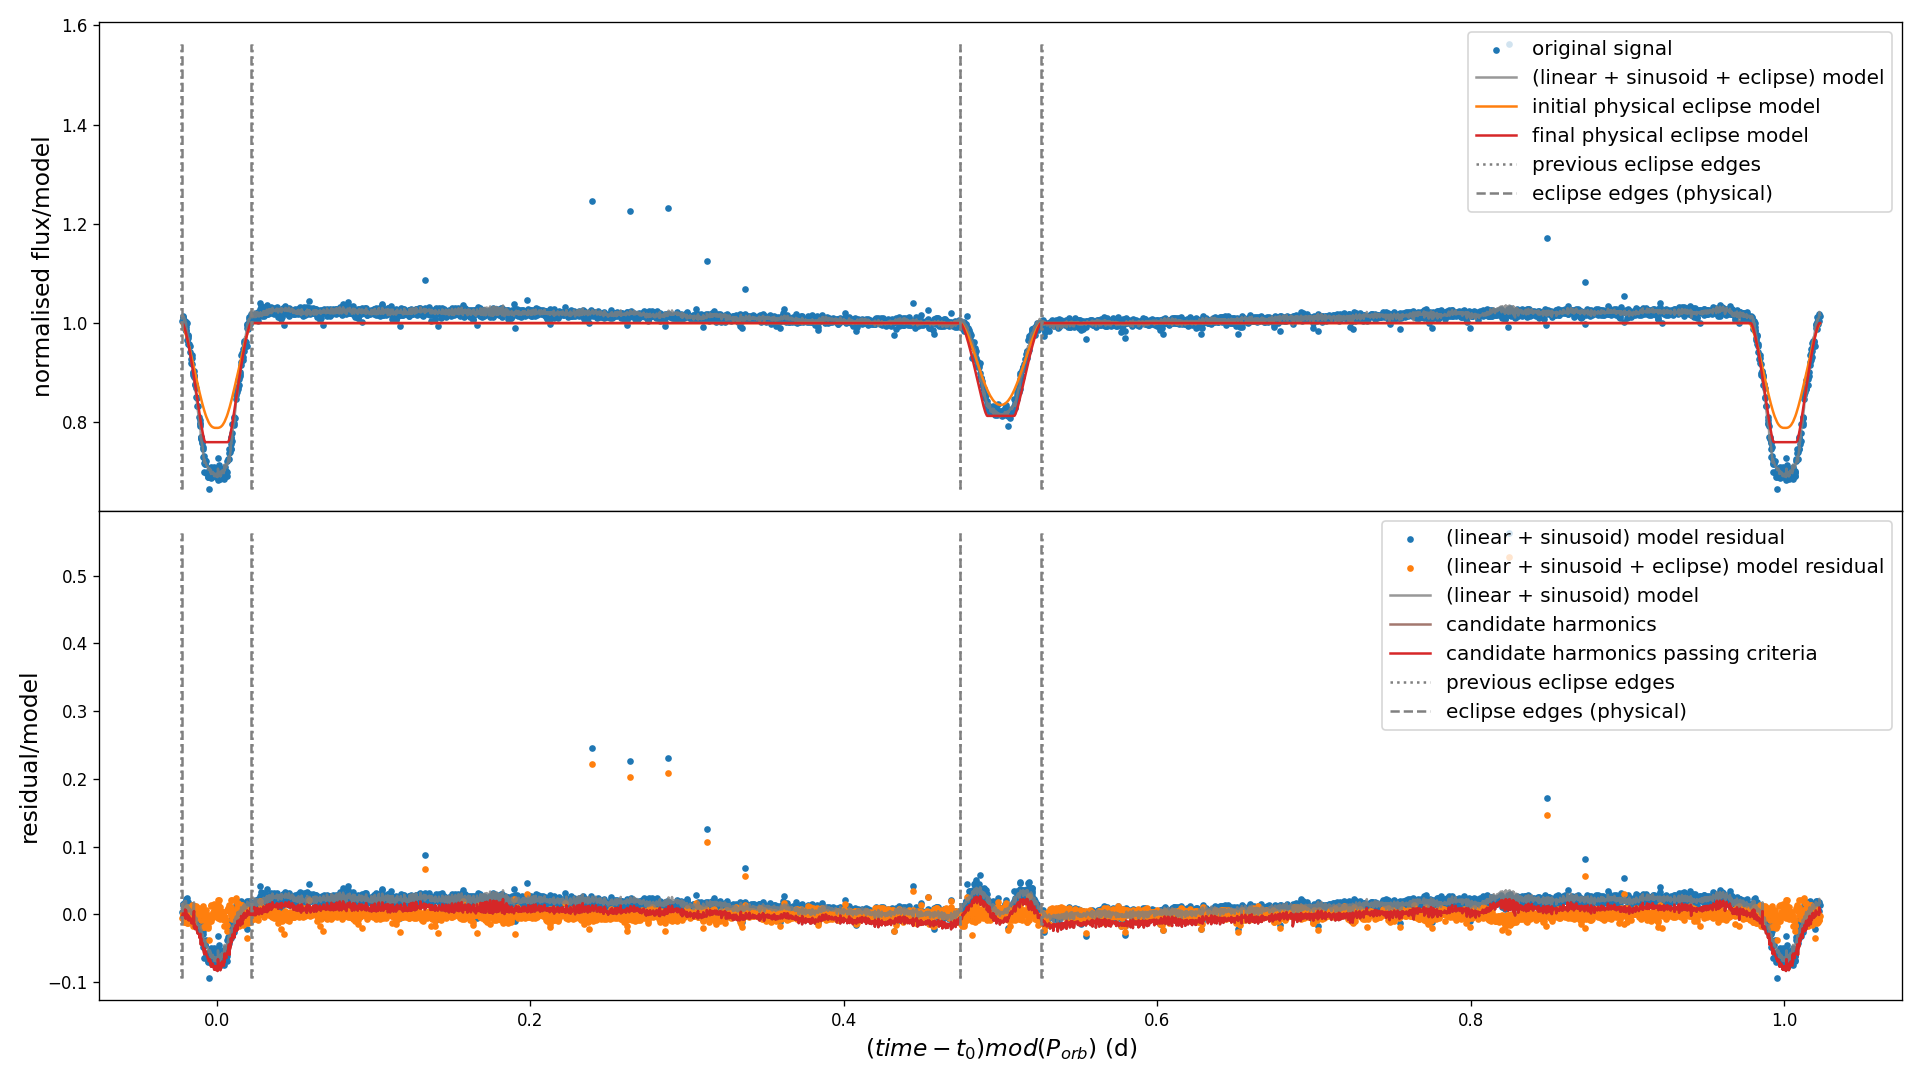 1.6
1.4
1.2
1.0
0.8
normalised flux/model
original signal
(linear + sinusoid + eclipse) model
initial physical eclipse model
final physical eclipse model
previous eclipse edges
eclipse edges (physical)
0.5
0.4
0.3
0.2
0.1
0.0
−0.1
residual/model
(linear + sinusoid) model residual
(linear + sinusoid + eclipse) model residual
(linear + sinusoid) model
candidate harmonics
candidate harmonics passing criteria
previous eclipse edges
eclipse edges (physical)
0.0 0.2 0.4 0.6 0.8 1.0
(time − t₀)mod(Pₒᵣb) (d)